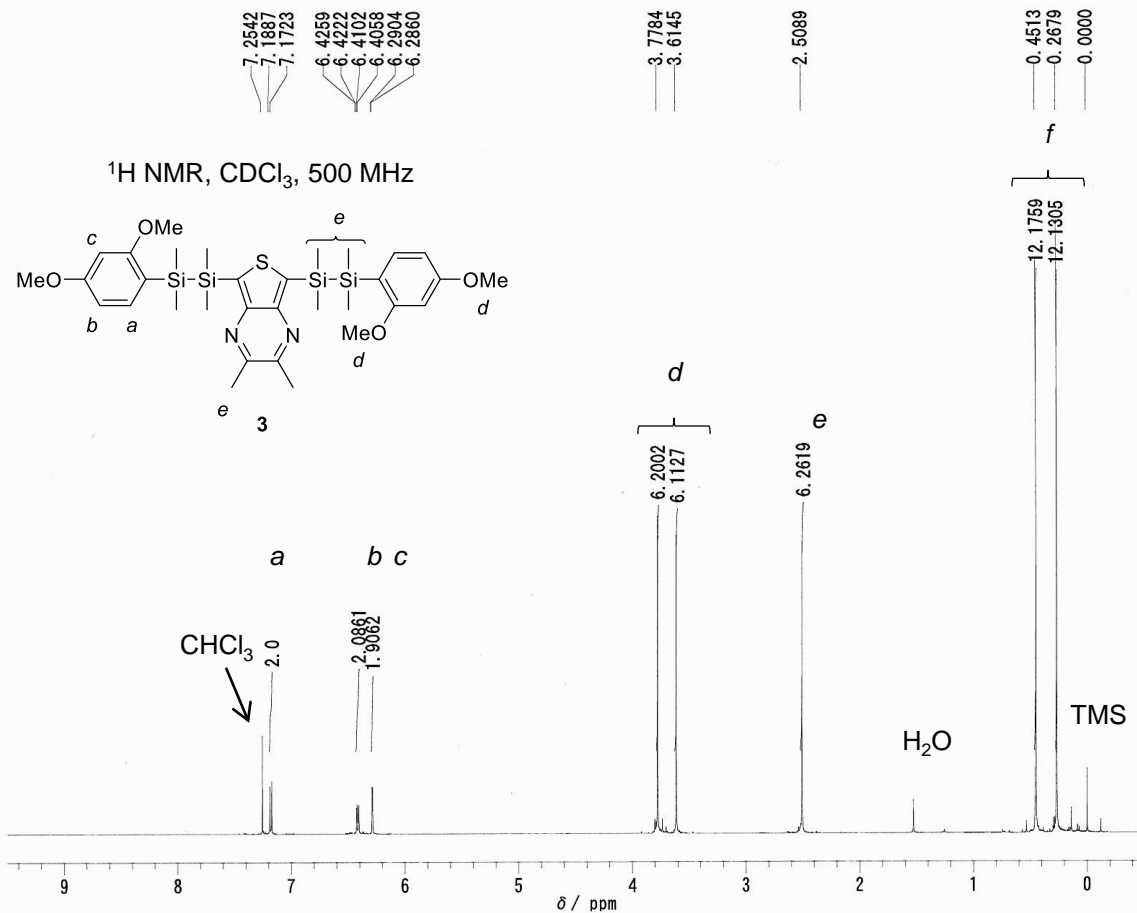 7.2542
7.1887
7.1723
6.4259
6.4222
6.4102
6.4058
6.2904
6.2860
3.7784
3.6145
2.5089
0.4513
0.2679
0.0000
f
¹H NMR, CDCl₃, 500 MHz
e
OMe
c
S
MeO
Si
Si
Si
Si
OMe
b
a
N
N
MeO
d
d
e
3
12.1759
12.1305
d
e
6.2002
6.1127
6.2619
a
b c
CHCl₃
2.0
2.0861
1.9062
H₂O
TMS
9 8 7 6 5 4 3 2 1 0
δ / ppm